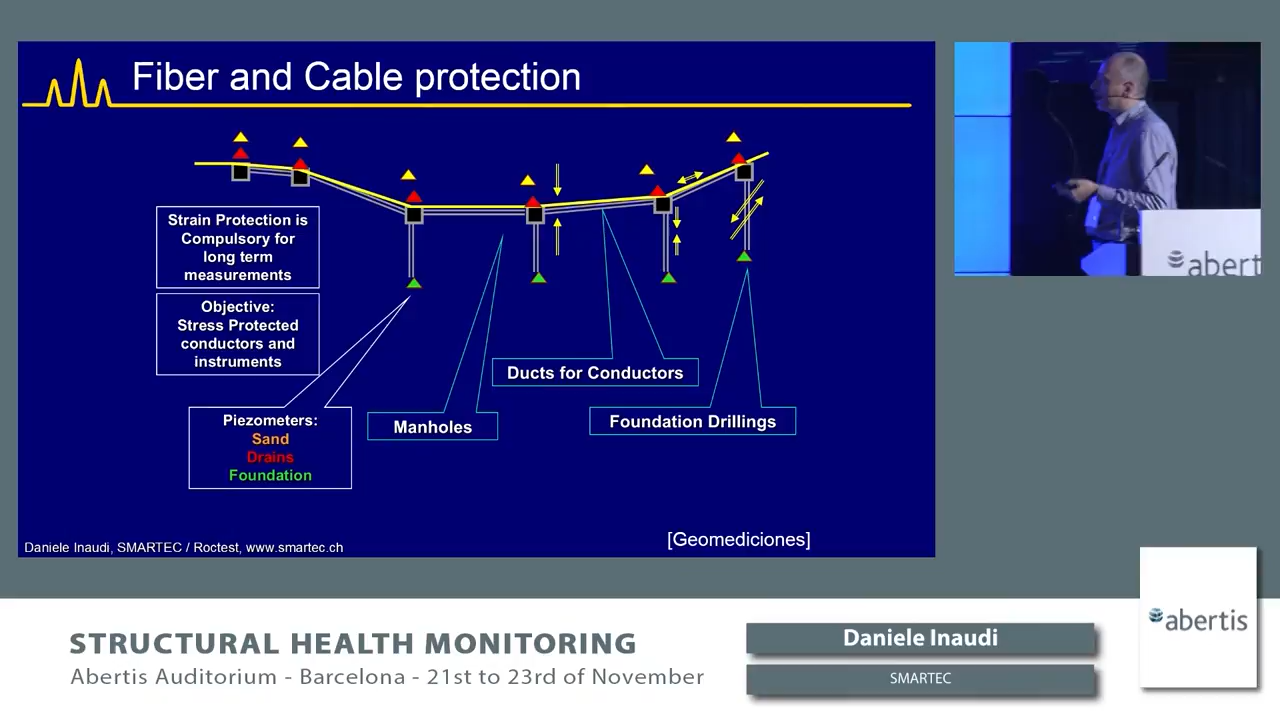 Fiber and Cable protection
Strain Protection is
Compulsory for
long term
measurements
Objective:
Stress Protected
conductors and
instruments
Ducts for Conductors
Piezometers:
Sand
Drains
Foundation
Manholes
Foundation Drillings
[Geomediciones]
Daniele Inaudi, SMARTEC / Roctest, www.smartec.ch
abert
abertis
STRUCTURAL HEALTH MONITORING
Abertis Auditorium - Barcelona - 21st to 23rd of November
Daniele Inaudi
SMARTEC